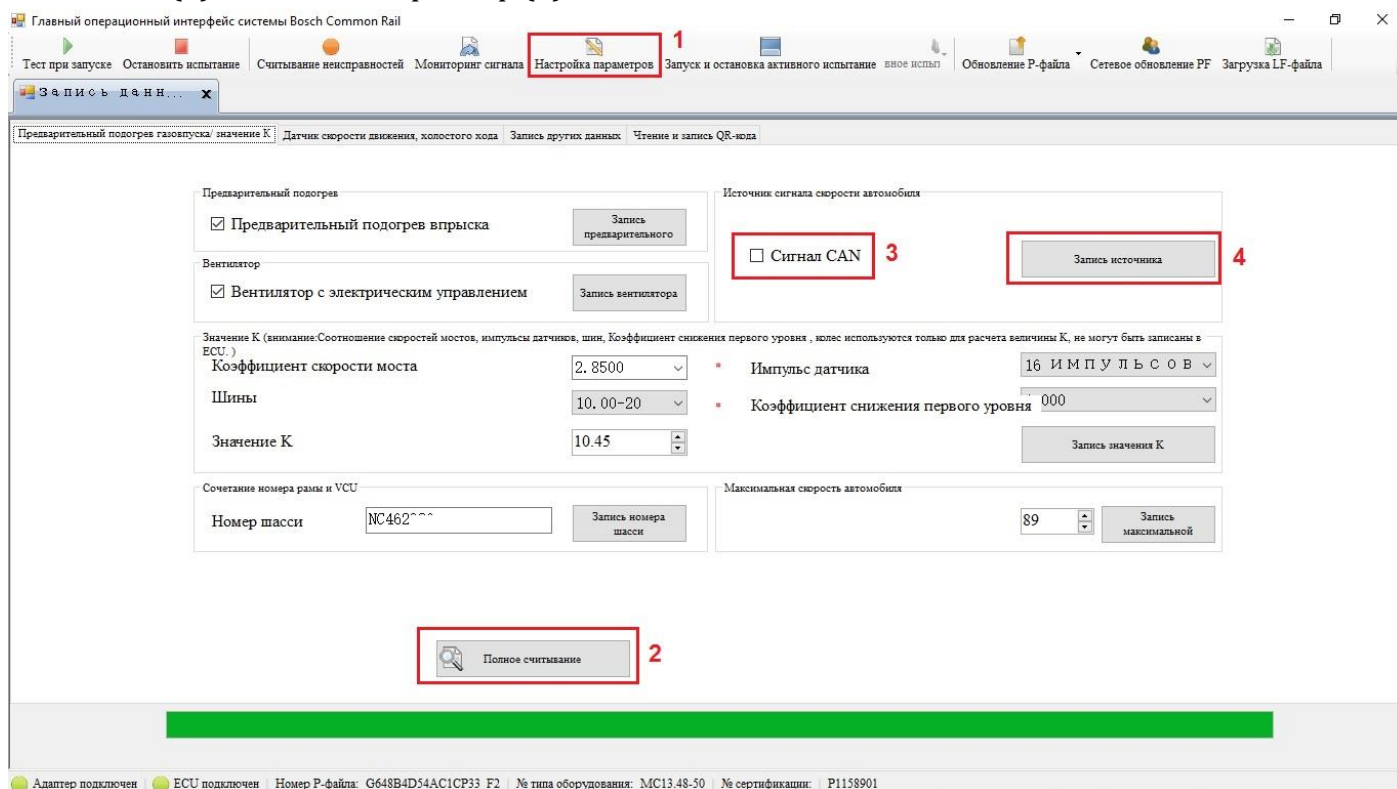 Главный операционный интерфейс системы Bosch Common Rail
1
Тест при запуске Остановить испытание Считывание неисправностей Мониторинг сигнала Настройка параметров Запуск и остановка активного испытание вное испыт Обновление P-файла Сетевое обновление PF Загрузка LF-файла
Запись данн... x
Предварительный подогрев газовпуска/ значение K Датчик скорости движения, холостого хода Запись других данных Чтение и запись QR-кода
Предварительный подогрев
Предварительный подогрев впрыска
Запись
предварительного
Источник сигнала скорости автомобиля
Сигнал CAN
3
Запись источника
4
Вентилятор
Вентилятор с электрическим управлением
Запись вентилятора
Значение K (внимание:Соотношение скоростей мостов, импульсы датчиков, шин, Коэффициент снижения первого уровня , колес используются только для расчета величины K, не могут быть записаны в
ECU. )
Коэффициент скорости моста 2.8500 * Импульс датчика 16 ИМПУЛЬСОВ
Шины 10.00-20 * Коэффициент снижения первого уровня 000
Значение K 10.45 Запись значения K
Сочетание номера рамы и VCU
Номер шасси NC462^^^
Запись номера
шасси
Максимальная скорость автомобиля
89
Запись
максимальной
Полное считывание
2
Адаптер подключен ECU подключен Номер P-файла: G648B4D54AC1CP33_F2 № типа оборудования: MC13.48-50 № сертификации: P1158901